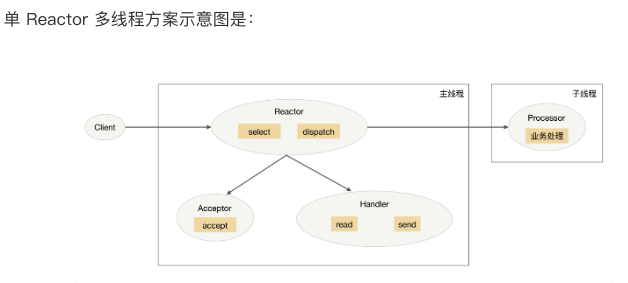 单 Reactor 多线程方案示意图是：
主线程
子线程
Reactor
select
dispatch
Client
Processor
业务处理
Acceptor
accept
Handler
read
send